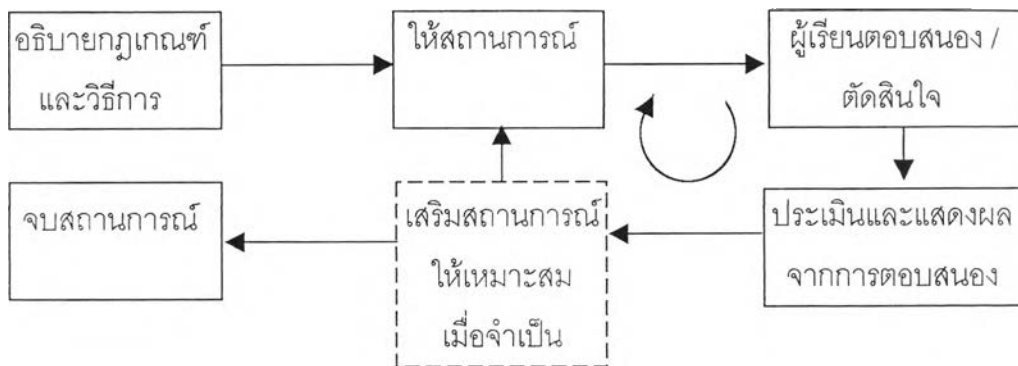 อธิบายกฎเกณฑ์
และวิธีการ
ให้สถานการณ์
ผู้เรียนตอบสนอง /
ตัดสินใจ
จบสถานการณ์
เสริมสถานการณ์
ให้เหมาะสม
เมื่อจำเป็น
ประเมินและแสดงผล
จากการตอบสนอง